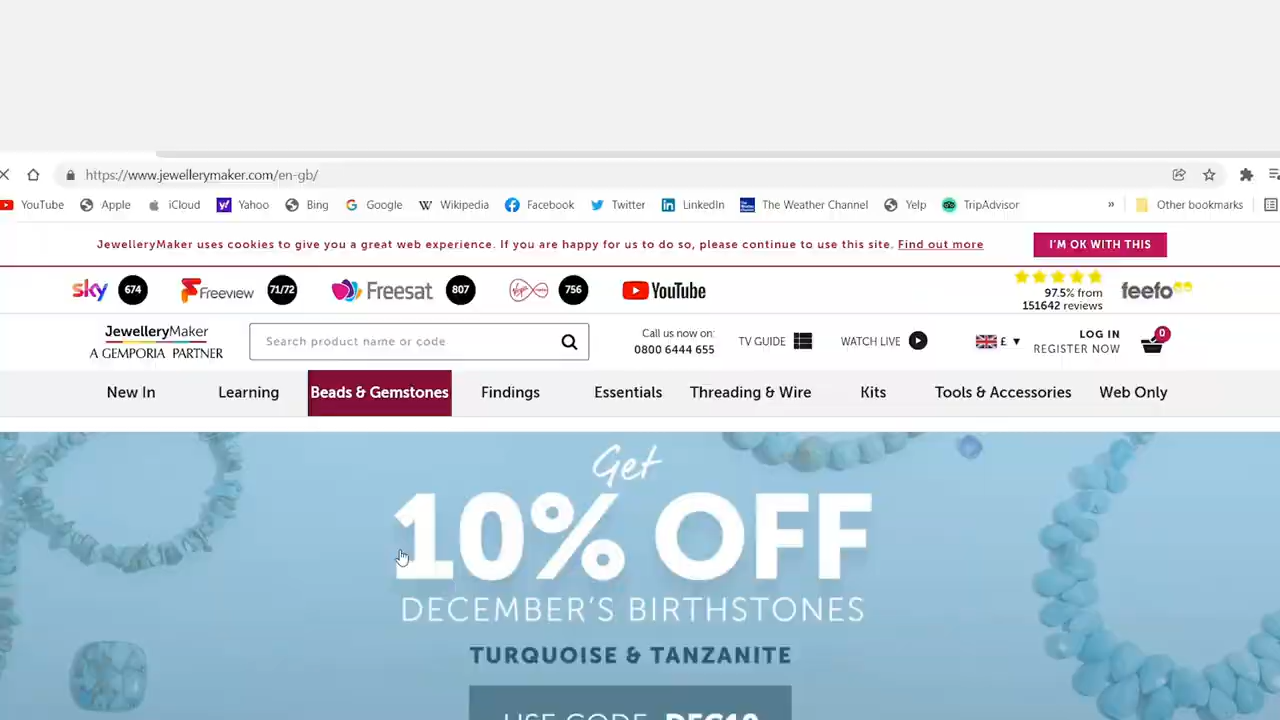 https://www.jewellerymaker.com/en-gb/
YouTube Apple iCloud Yahoo Bing Google Wikipedia Facebook Twitter LinkedIn The Weather Channel Yelp TripAdvisor » Other bookmarks
JewelleryMaker uses cookies to give you a great web experience. If you are happy for us to do so, please continue to use this site. Find out more I'M OK WITH THIS
sky 674 Freeview 71/72 Freesat 807 Virgin 756 YouTube 97.5% from 151642 reviews feefo
JewelleryMaker
A GEMPORIA PARTNER
Search product name or code
Call us now on:
0800 6444 655
TV GUIDE WATCH LIVE £ ▼
LOG IN
REGISTER NOW
0
New In Learning Beads & Gemstones Findings Essentials Threading & Wire Kits Tools & Accessories Web Only
Get
10% OFF
DECEMBER'S BIRTHSTONES
TURQUOISE & TANZANITE
USE CODE DEC10